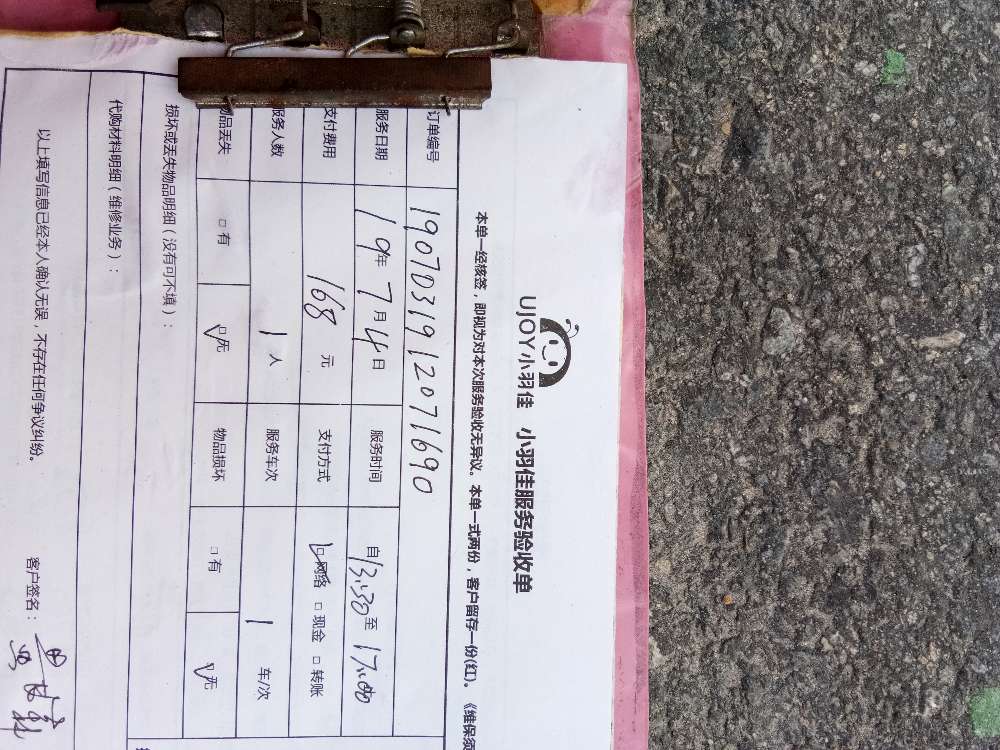 UJOY小羽佳 小羽佳服务验收单
本单一经核签，即视为对本次服务验收无异议。本单一式两份，客户留存一份(红)。《维保须
订单编号 1907031912071690
服务日期 19年7月4日 服务时间 自13:30至17:00
支付费用 168元 支付方式 □网络 □现金 □转账
服务人数 1人 服务车次 1车/次
物品丢失 □有 □无 物品损坏 □有 □无
损坏或丢失物品明细（没有可不填）：
代购材料明细（维修业务）：
以上填写信息已经本人确认无误，不存在任何争议纠纷。 客户签名：